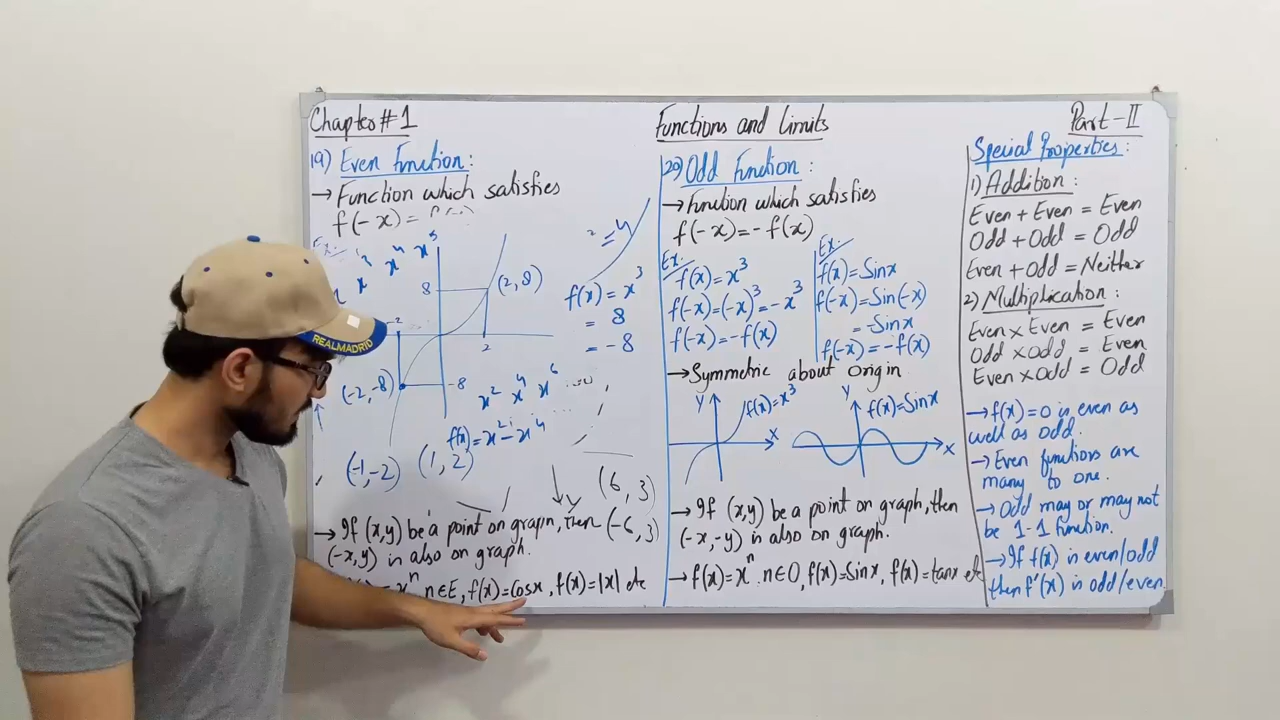 Chapter # 1
Functions and Limits
Part-II
19) Even Function:
→ Function which satisfies
f(-x) =
Ex:-
x³ x⁴ x⁵
8
(2,8)
-2
2
(-2,-8)
-8
f(x) = x³
= 8
= -8
x² x⁴ x⁶
f(x) = x² - x⁴
(-1,-2) (1,2)
(6,3)
→ If (x,y) be a point on graph, then (-6,3)
(-x,y) is also on graph.
= xⁿ n∈E, f(x)=Cosx, f(x)=|x| etc
20) Odd Function:
→ Function which satisfies
f(-x) = -f(x)
Ex:-
f(x) = x³
f(x) = (-x)³ = -x³
f(-x) = -f(x)
Ex:-
f(x) = Sinx
f(-x) = Sin(-x)
= -Sinx
f(-x) = -f(x)
→ Symmetric about origin
Y
f(x)=x³
X
Y
f(x)=Sinx
X
→ If (x,y) be a point on graph, then
(-x,-y) is also on graph.
→ f(x)=xⁿ, n∈O, f(x)=Sinx, f(x)=tanx etc
Special Properties:
1) Addition:
Even + Even = Even
Odd + Odd = Odd
Even + Odd = Neither
2) Multiplication:
Even x Even = Even
Odd x Odd = Even
Even x Odd = Odd
→ f(x)=0 is even as
well as odd.
→ Even functions are
many to one.
→ Odd may or may not
be 1-1 function.
→ If f(x) is even/odd
then f'(x) is odd/even.
REALMADRID